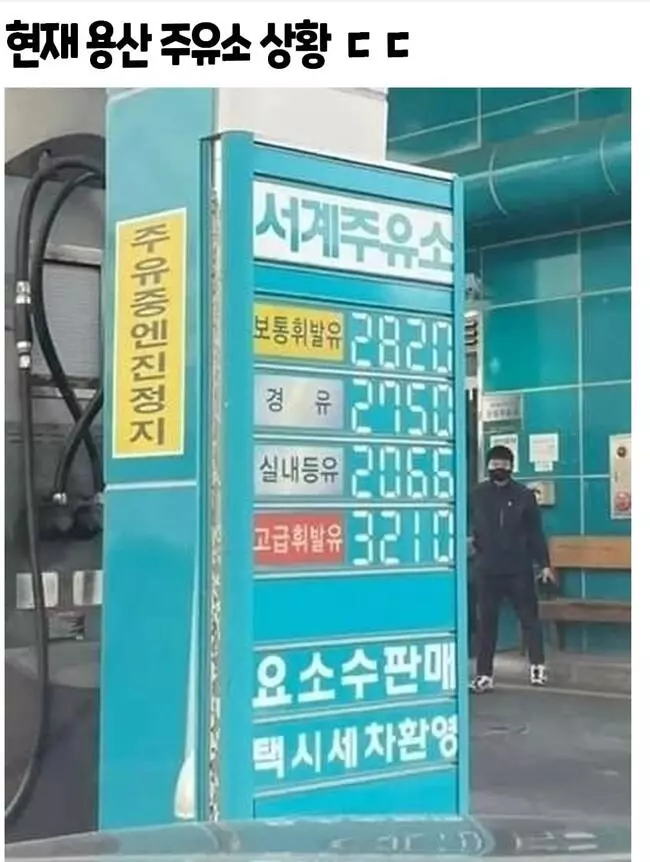 현재 용산 주유소 상황 ㄷㄷ
주유중엔진정지
서계주유소
보통휘발유 2820
경유 2750
실내등유 2066
고급휘발유 3210
요소수판매
택시세차환영